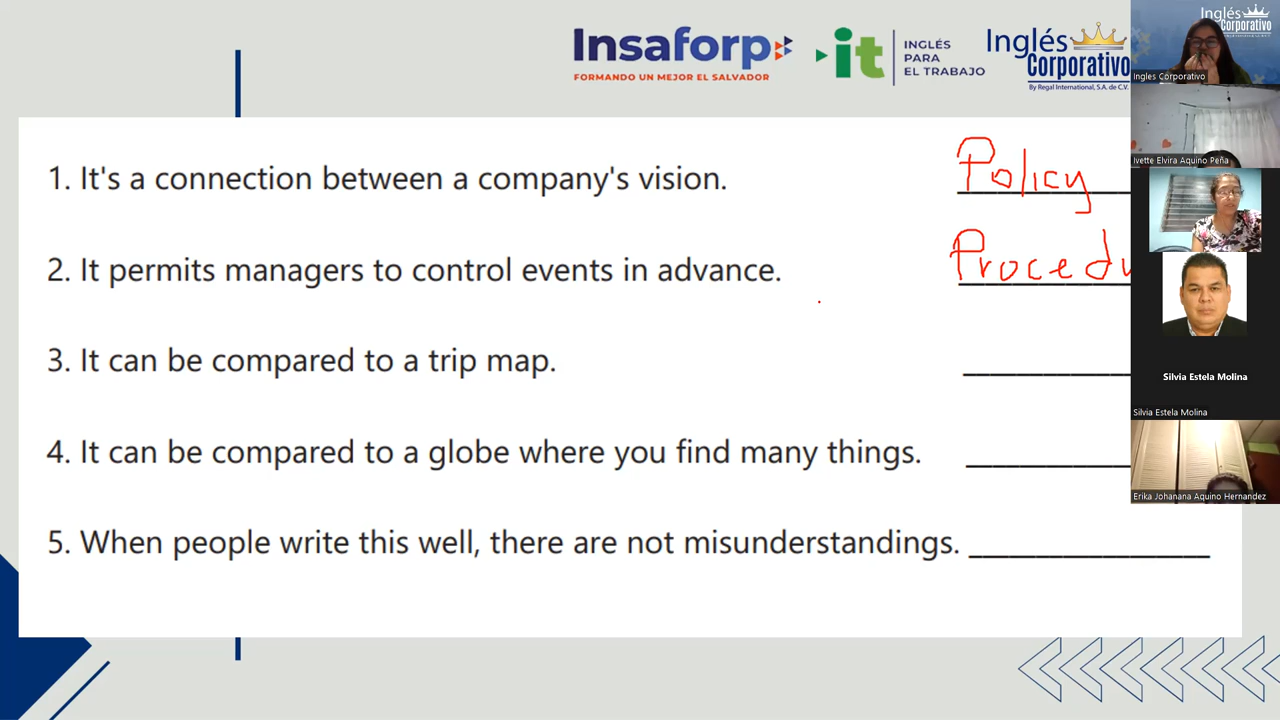 Insaforp
FORMANDO UN MEJOR EL SALVADOR
it
INGLÉS
PARA
EL TRABAJO
Inglés
Corporativo
By Regal International, S.A. de C.V.
Inglés
Corporativo
Ingles Corporativo
1. It's a connection between a company's vision.
Policy
Ivette Elvira Aquino Peña
2. It permits managers to control events in advance.
Procedu
3. It can be compared to a trip map.
Silvia Estela Molina
Silvia Estela Molina
4. It can be compared to a globe where you find many things.
Erika Johanana Aquino Hernandez
5. When people write this well, there are not misunderstandings.